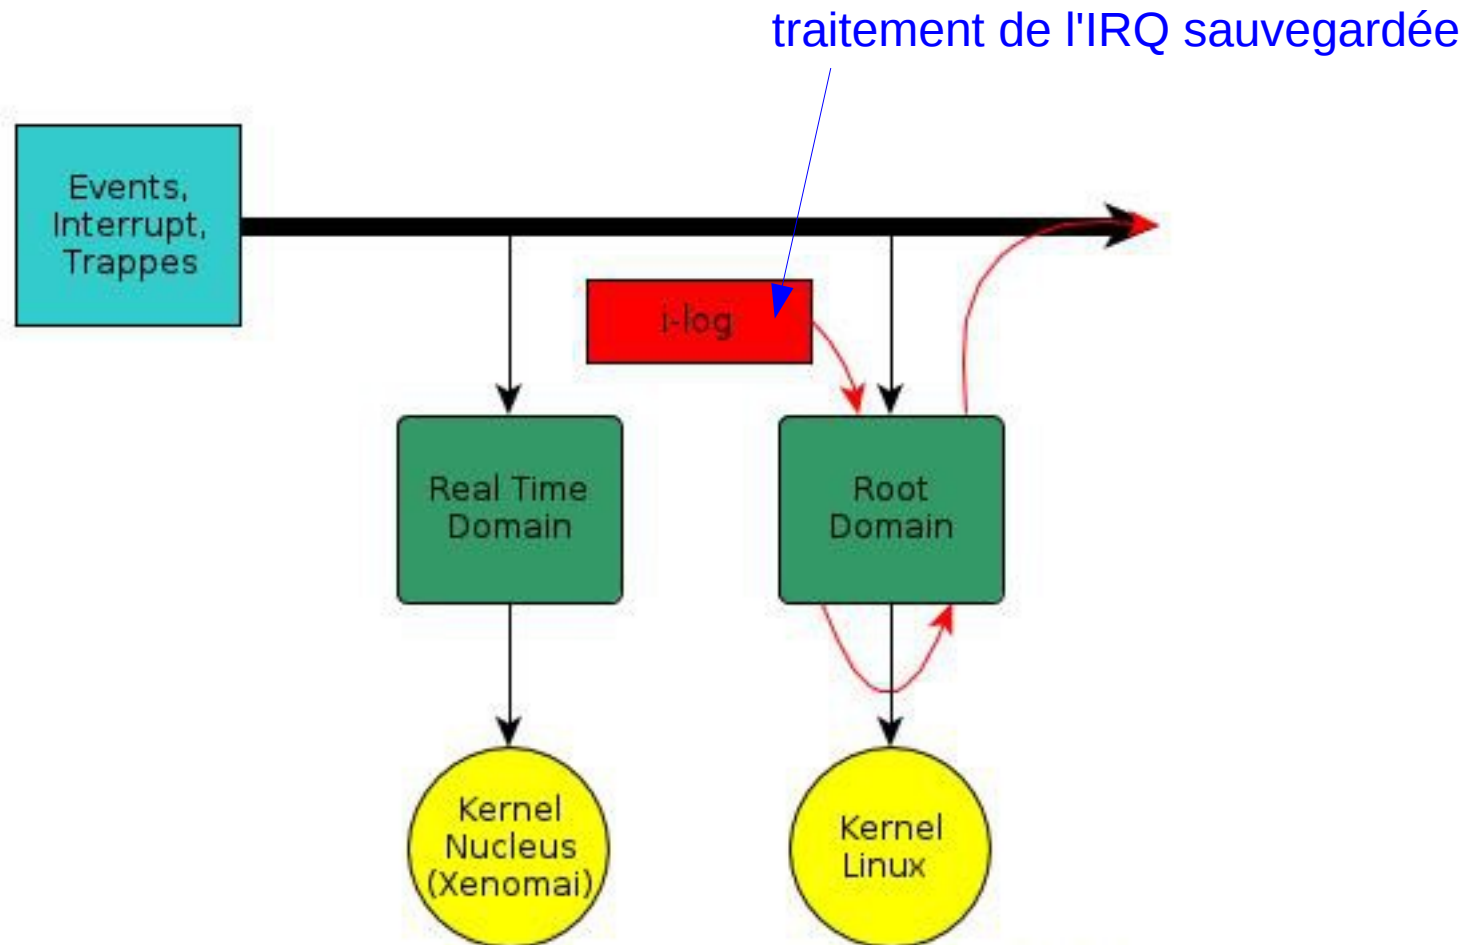 traitement de l'IRQ sauvegardée
Events,
Interrupt,
Trappes
i-log
Real Time
Domain
Root
Domain
Kernel
Nucleus
(Xenomai)
Kernel
Linux